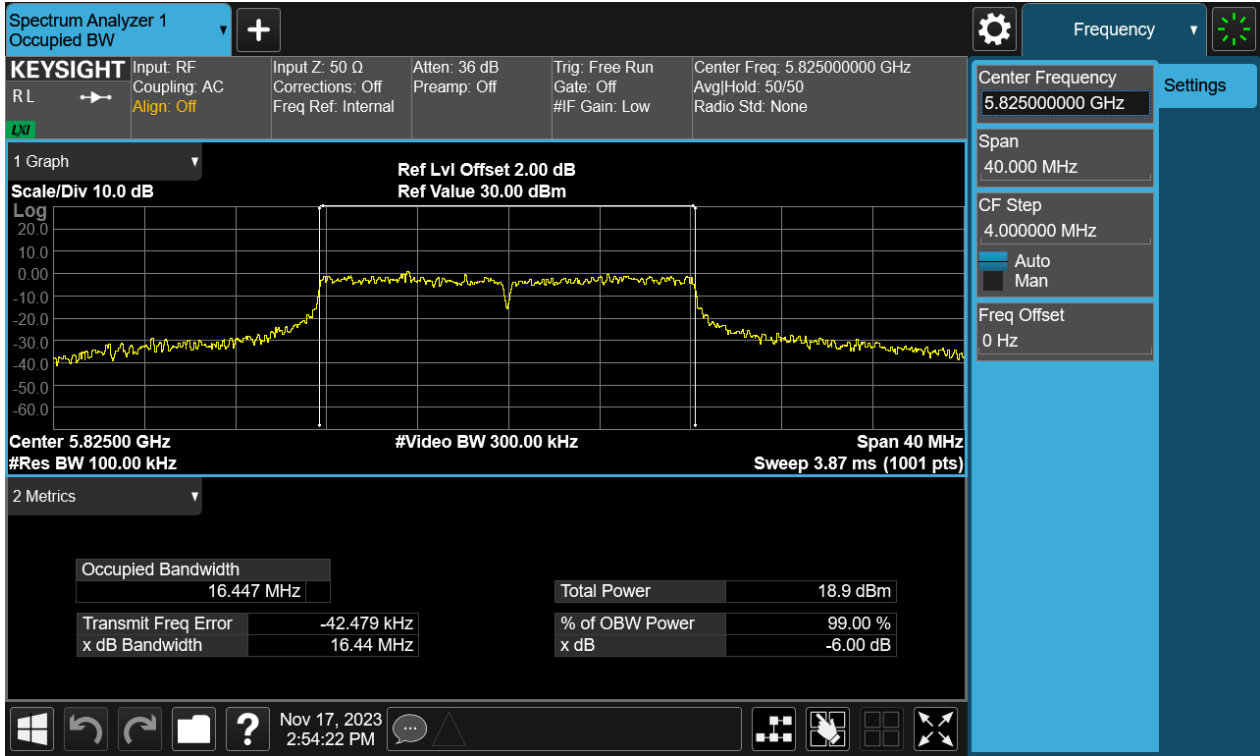 Spectrum Analyzer 1
Occupied BW
Frequency
KEYSIGHT
R L
LXI
Input: RF
Coupling: AC
Align: Off
Input Z: 50 Ω
Corrections: Off
Freq Ref: Internal
Atten: 36 dB
Preamp: Off
Trig: Free Run
Gate: Off
#IF Gain: Low
Center Freq: 5.825000000 GHz
Avg|Hold: 50/50
Radio Std: None
Center Frequency
5.825000000 GHz
Settings
Span
40.000 MHz
CF Step
4.000000 MHz
Auto
Man
Freq Offset
0 Hz
1 Graph
Ref Lvl Offset 2.00 dB
Scale/Div 10.0 dB
Ref Value 30.00 dBm
Log
20.0
10.0
0.00
-10.0
-20.0
-30.0
-40.0
-50.0
-60.0
Center 5.82500 GHz
#Video BW 300.00 kHz
Span 40 MHz
#Res BW 100.00 kHz
Sweep 3.87 ms (1001 pts)
2 Metrics
Occupied Bandwidth
16.447 MHz
Total Power 18.9 dBm
Transmit Freq Error -42.479 kHz
% of OBW Power 99.00 %
x dB Bandwidth 16.44 MHz
x dB -6.00 dB
?
Nov 17, 2023
2:54:22 PM